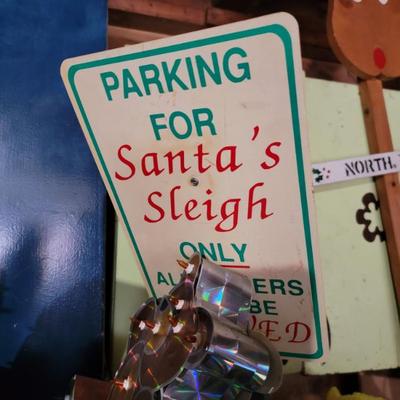 PARKING
FOR
Santa's
Sleigh
ONLY
BE
NORTH